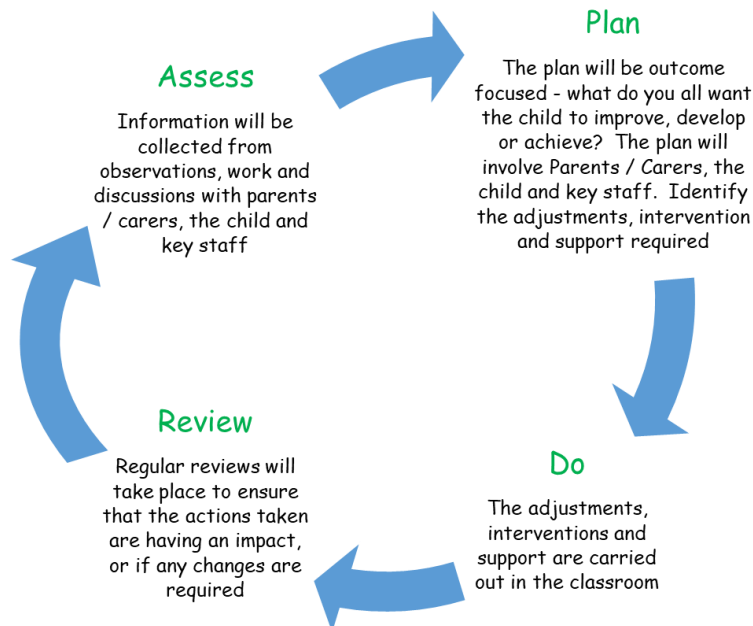 Assess
Information will be
collected from
observations, work and
discussions with parents
/ carers, the child and
key staff
Plan
The plan will be outcome
focused - what do you all want
the child to improve, develop
or achieve?  The plan will
involve Parents / Carers, the
child and key staff.  Identify
the adjustments, intervention
and support required
Do
The adjustments,
interventions and
support are carried
out in the classroom
Review
Regular reviews will
take place to ensure
that the actions taken
are having an impact,
or if any changes are
required